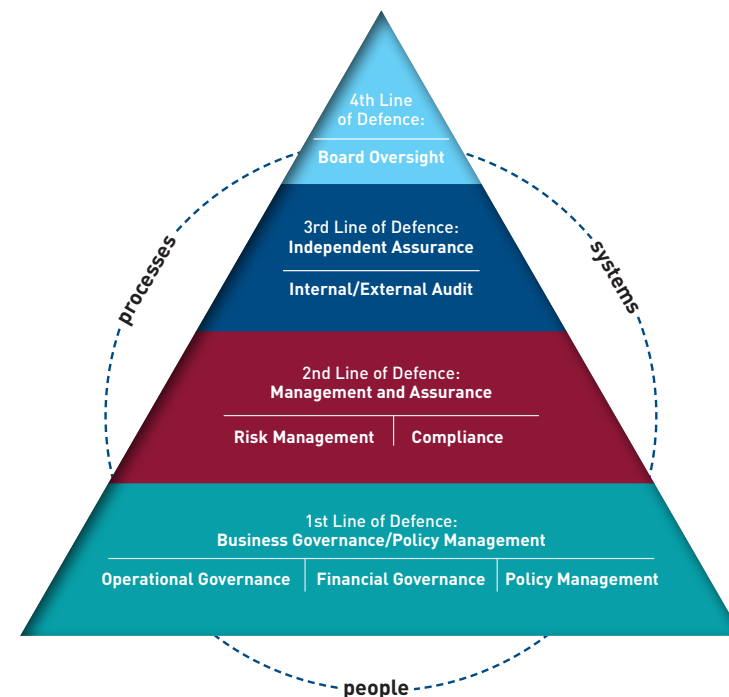 4th Line
of Defence:
Board Oversight
processes
systems
3rd Line of Defence:
Independent Assurance
Internal/External Audit
2nd Line of Defence:
Management and Assurance
Risk Management
Compliance
1st Line of Defence:
Business Governance/Policy Management
Operational Governance
Financial Governance
Policy Management
people